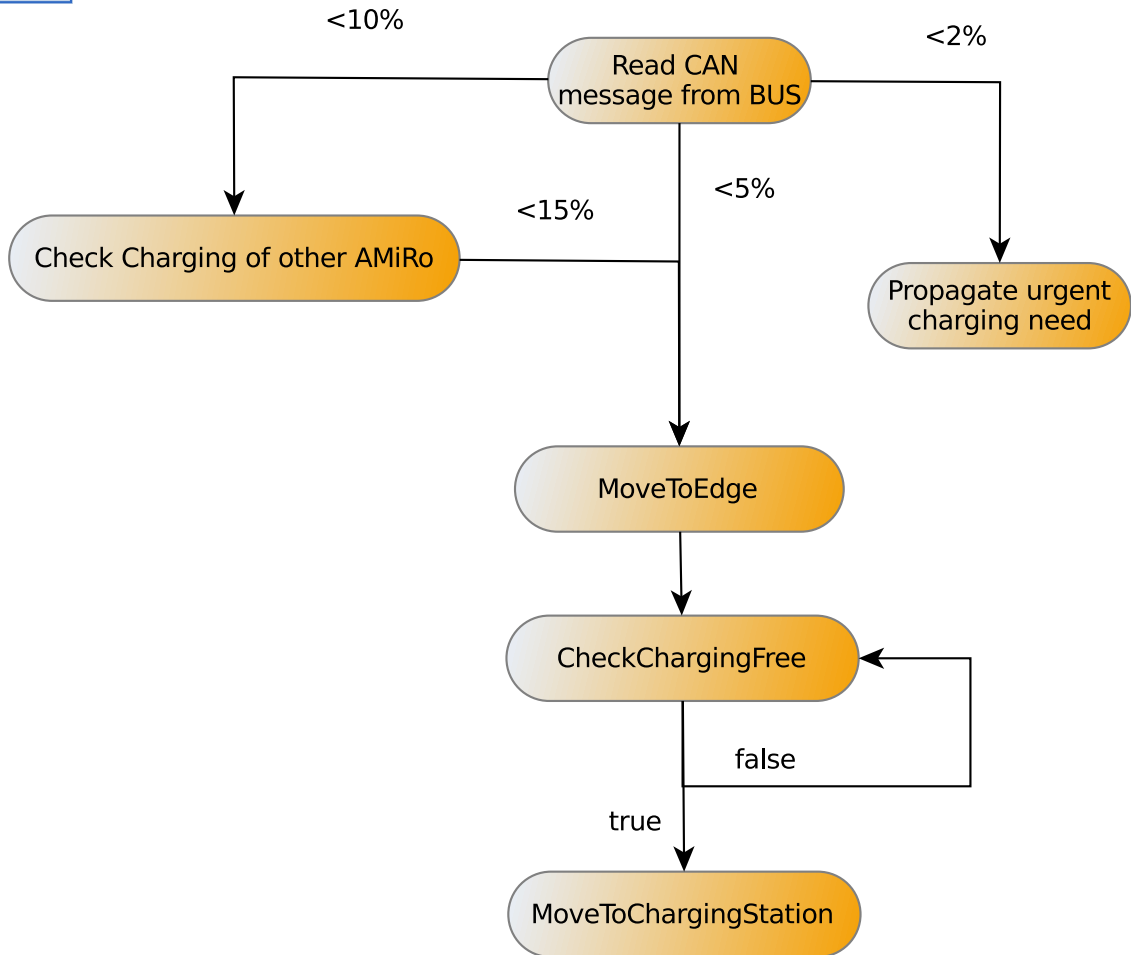 <10%
<2%
Read CAN
message from BUS
<5%
<15%
Check Charging of other AMiRo
Propagate urgent
charging need
MoveToEdge
CheckChargingFree
false
true
MoveToChargingStation